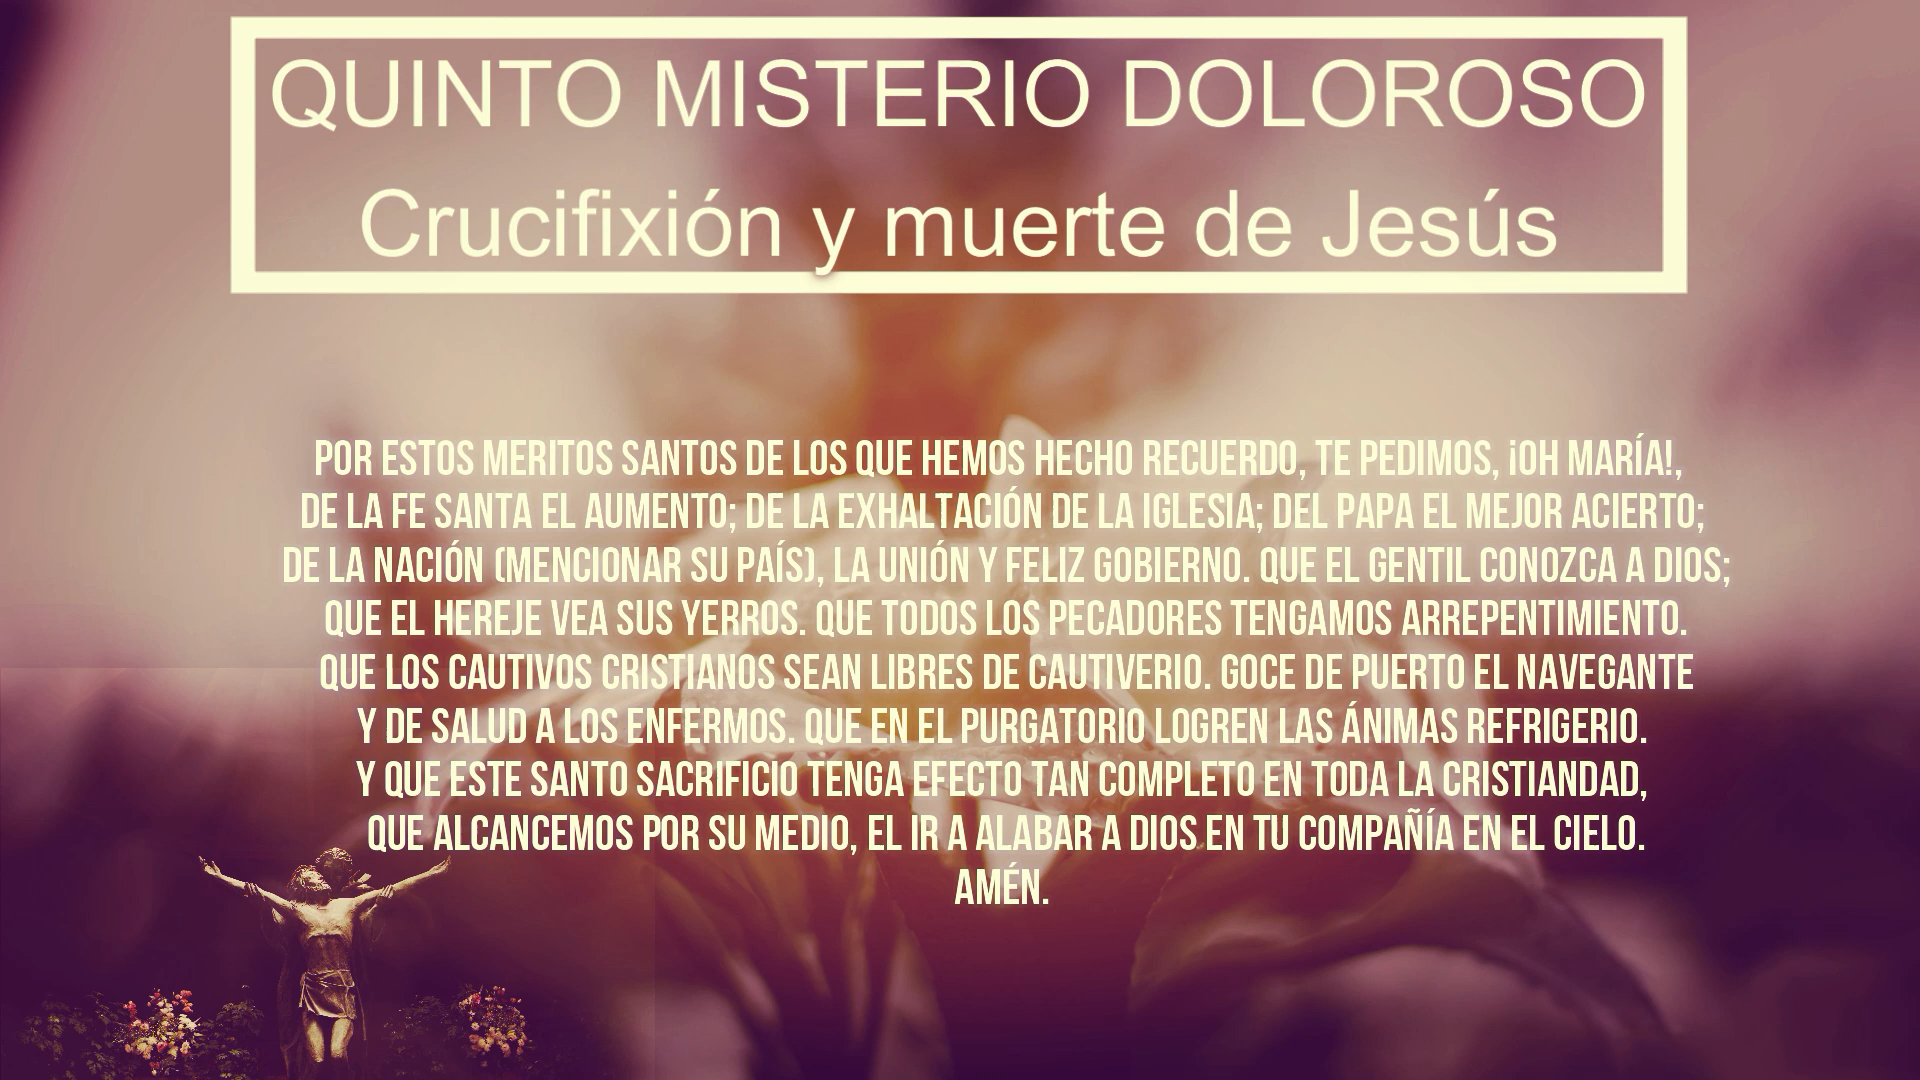 QUINTO MISTERIO DOLOROSO
Crucifixión y muerte de Jesús
POR ESTOS MERITOS SANTOS DE LOS QUE HEMOS HECHO RECUERDO, TE PEDIMOS, ¡OH MARÍA!,
DE LA FE SANTA EL AUMENTO; DE LA EXHALTACIÓN DE LA IGLESIA; DEL PAPA EL MEJOR ACIERTO;
DE LA NACIÓN (MENCIONAR SU PAÍS), LA UNIÓN Y FELIZ GOBIERNO. QUE EL GENTIL CONOZCA A DIOS;
QUE EL HEREJE VEA SUS YERROS. QUE TODOS LOS PECADORES TENGAMOS ARREPENTIMIENTO.
QUE LOS CAUTIVOS CRISTIANOS SEAN LIBRES DE CAUTIVERIO. GOCE DE PUERTO EL NAVEGANTE
Y DE SALUD A LOS ENFERMOS. QUE EN EL PURGATORIO LOGREN LAS ÁNIMAS REFRIGERIO.
Y QUE ESTE SANTO SACRIFICIO TENGA EFECTO TAN COMPLETO EN TODA LA CRISTIANDAD,
QUE ALCANCEMOS POR SU MEDIO, EL IR A ALABAR A DIOS EN TU COMPAÑÍA EN EL CIELO.
AMÉN.